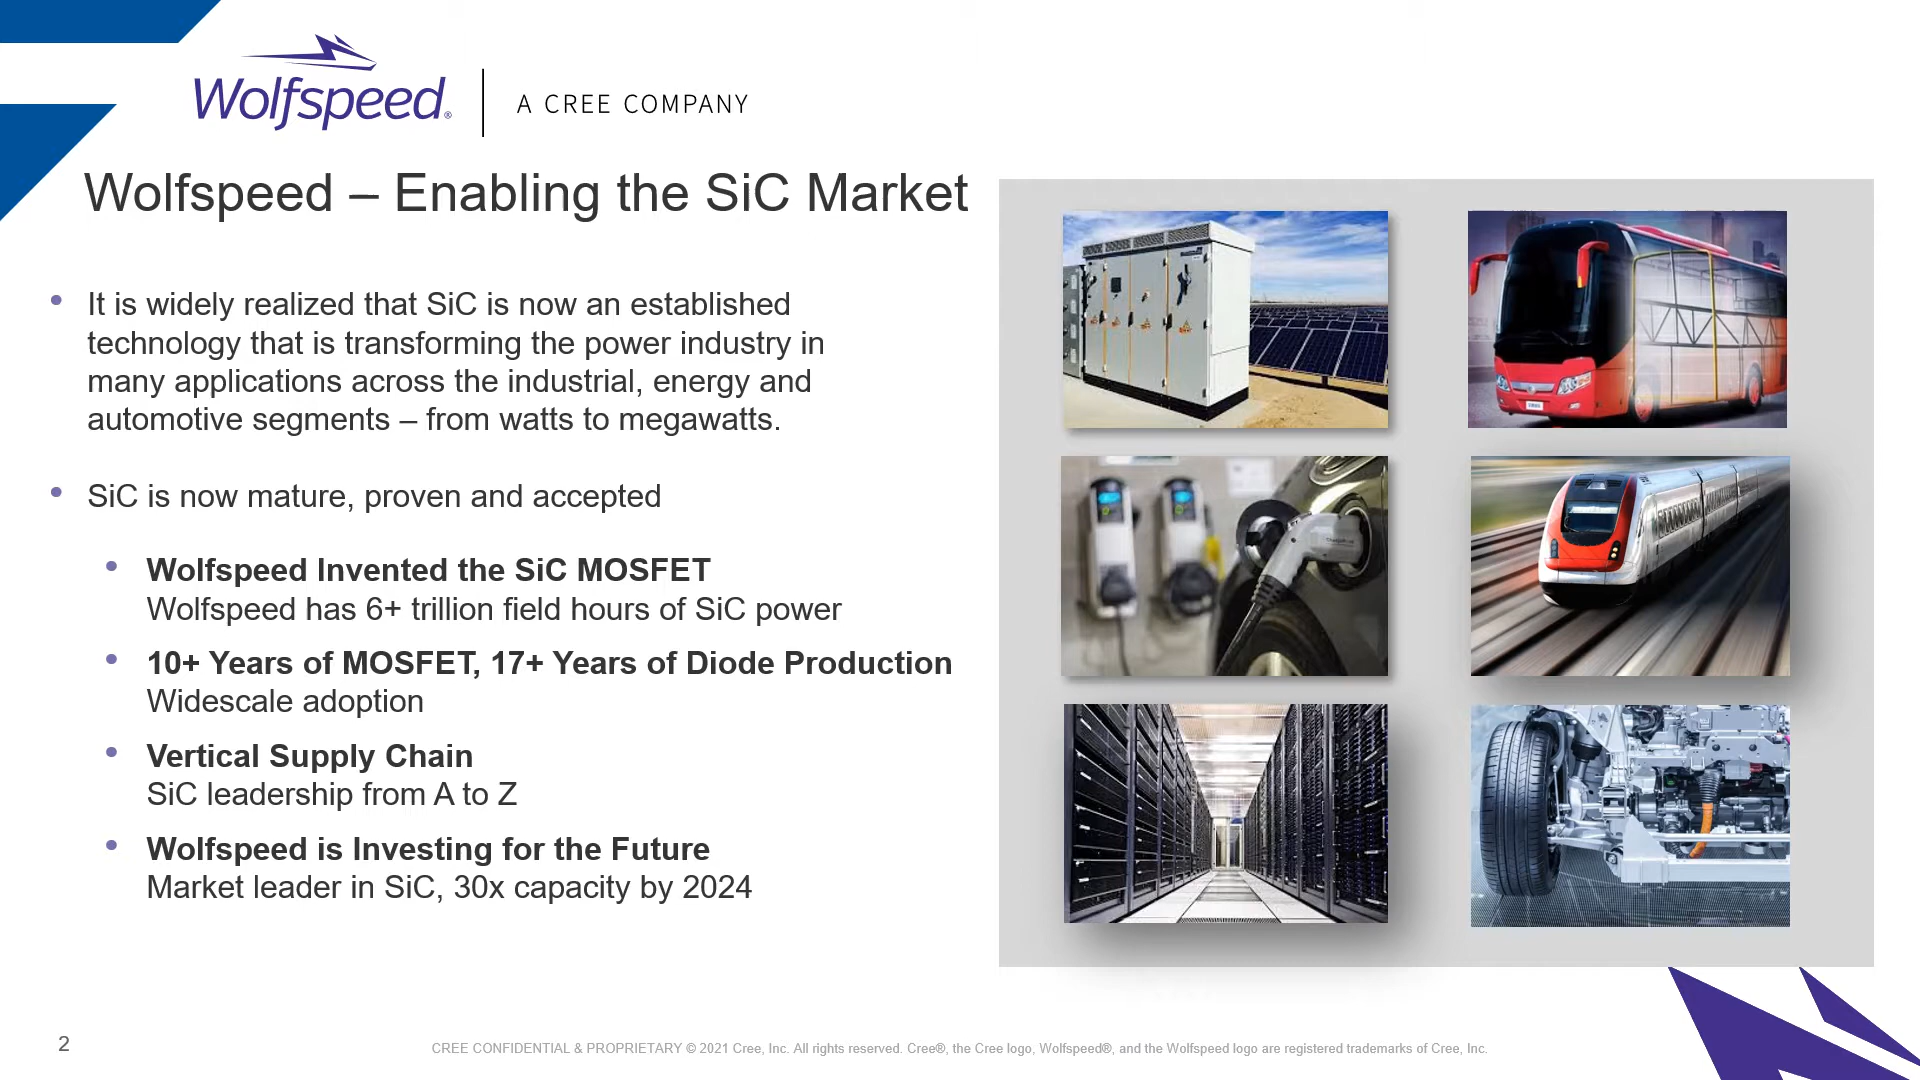 Wolfspeed®
A CREE COMPANY
Wolfspeed – Enabling the SiC Market
• It is widely realized that SiC is now an established
technology that is transforming the power industry in
many applications across the industrial, energy and
automotive segments – from watts to megawatts.
• SiC is now mature, proven and accepted
• Wolfspeed Invented the SiC MOSFET
Wolfspeed has 6+ trillion field hours of SiC power
• 10+ Years of MOSFET, 17+ Years of Diode Production
Widescale adoption
• Vertical Supply Chain
SiC leadership from A to Z
• Wolfspeed is Investing for the Future
Market leader in SiC, 30x capacity by 2024
2
CREE CONFIDENTIAL & PROPRIETARY © 2021 Cree, Inc. All rights reserved. Cree®, the Cree logo, Wolfspeed®, and the Wolfspeed logo are registered trademarks of Cree, Inc.